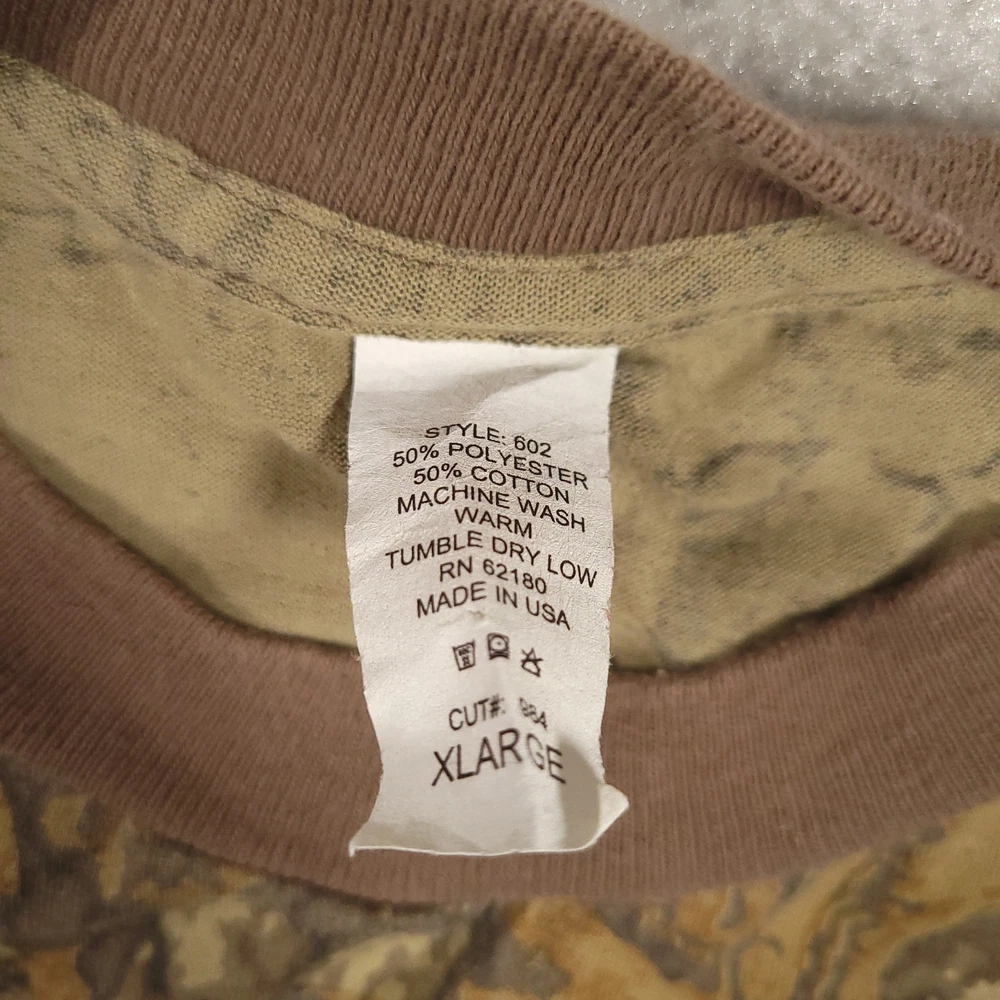 STYLE: 602
50% POLYESTER
50% COTTON
MACHINE WASH
WARM
TUMBLE DRY LOW
RN 62180
MADE IN USA
CUT#: 984
XLARGE